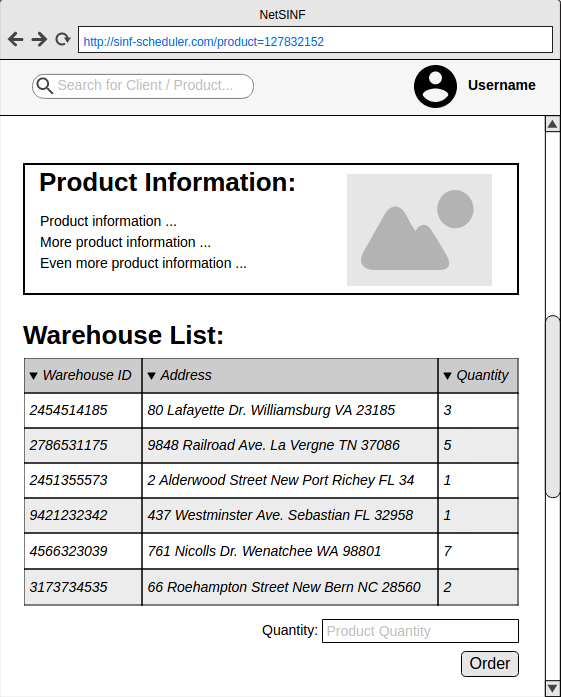 NetSINF
http://sinf-scheduler.com/product=127832152
Search for Client / Product...
Username
Product Information:
Product information ...
More product information ...
Even more product information ...
Warehouse List:
▼ Warehouse ID ▼ Address ▼ Quantity
2454514185 80 Lafayette Dr. Williamsburg VA 23185 3
2786531175 9848 Railroad Ave. La Vergne TN 37086 5
2451355573 2 Alderwood Street New Port Richey FL 34 1
9421232342 437 Westminster Ave. Sebastian FL 32958 1
4566323039 761 Nicolls Dr. Wenatchee WA 98801 7
3173734535 66 Roehampton Street New Bern NC 28560 2
Quantity: Product Quantity
Order